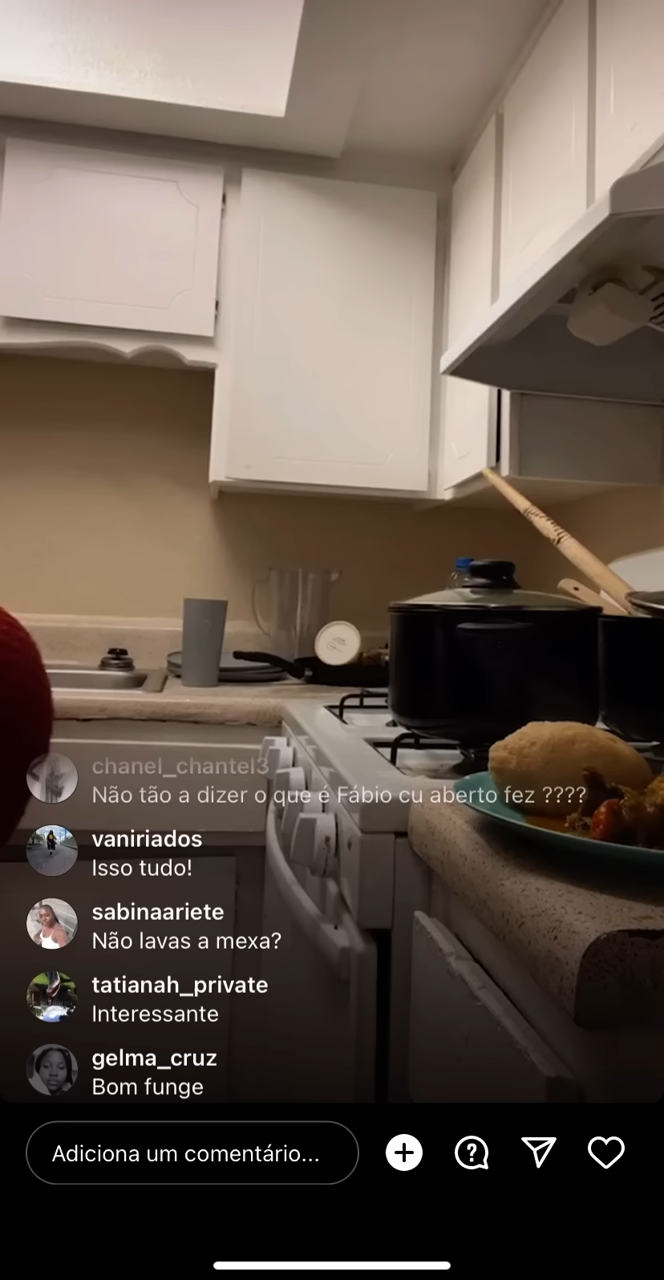 chanel_chantel3
Não tão a dizer o que é Fábio cu aberto fez ????
vaniriados
Isso tudo!
sabinaariete
Não lavas a mexa?
tatianah_private
Interessante
gelma_cruz
Bom funge
Adiciona um comentário...